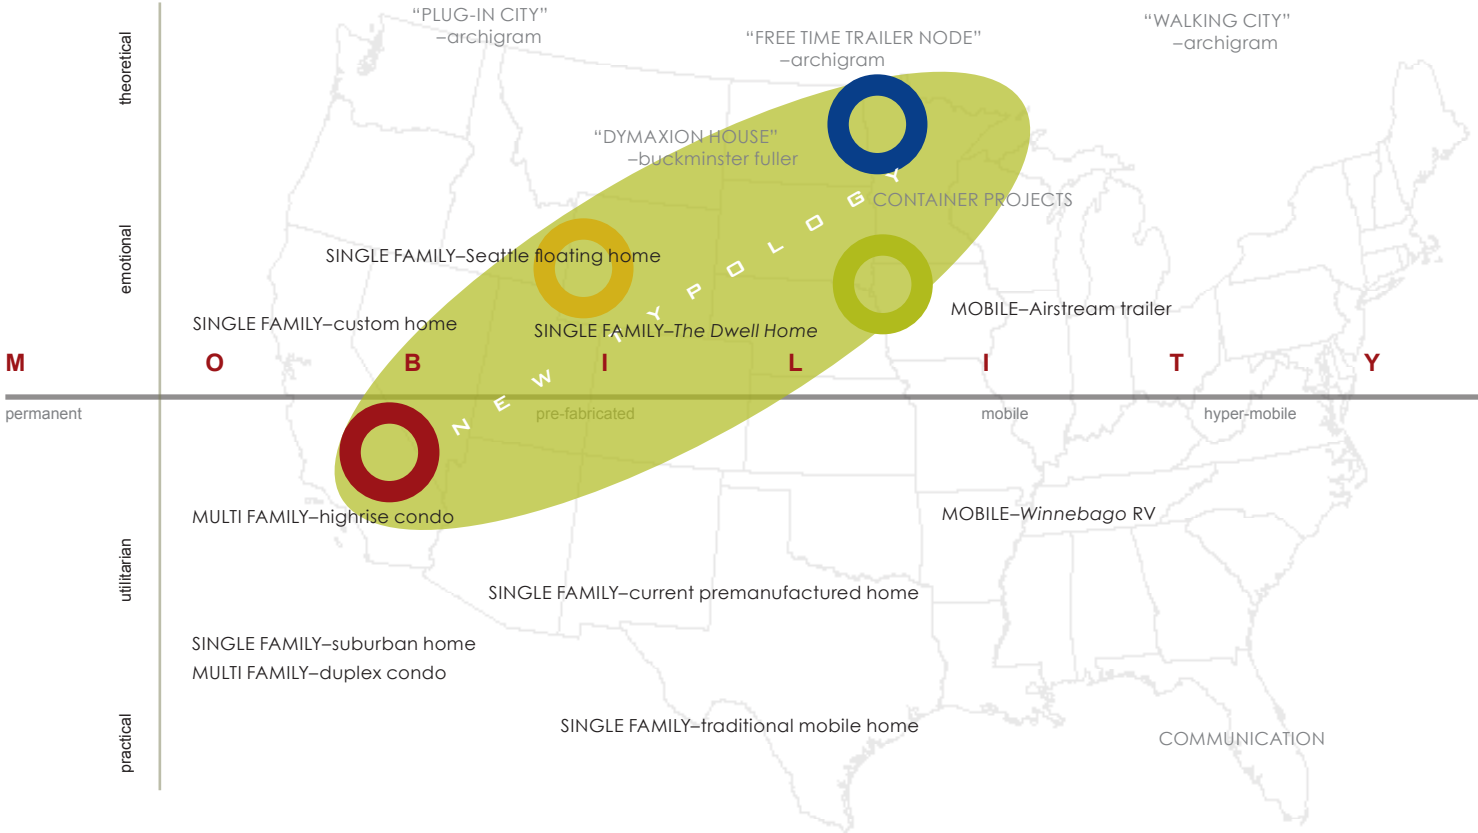 theoretical
“PLUG-IN CITY”
–archigram
“FREE TIME TRAILER NODE”
–archigram
“WALKING CITY”
–archigram
“DYMAXION HOUSE”
–buckminster fuller
CONTAINER PROJECTS
emotional
SINGLE FAMILY–Seattle floating home
MOBILE–Airstream trailer
SINGLE FAMILY–custom home
SINGLE FAMILY–The Dwell Home
NEW TYPOLOGY
MOBILITY
permanent
pre-fabricated
mobile
hyper-mobile
MULTI FAMILY–highrise condo
MOBILE–Winnebago RV
utilitarian
SINGLE FAMILY–current premanufactured home
SINGLE FAMILY–suburban home
MULTI FAMILY–duplex condo
practical
SINGLE FAMILY–traditional mobile home
COMMUNICATION